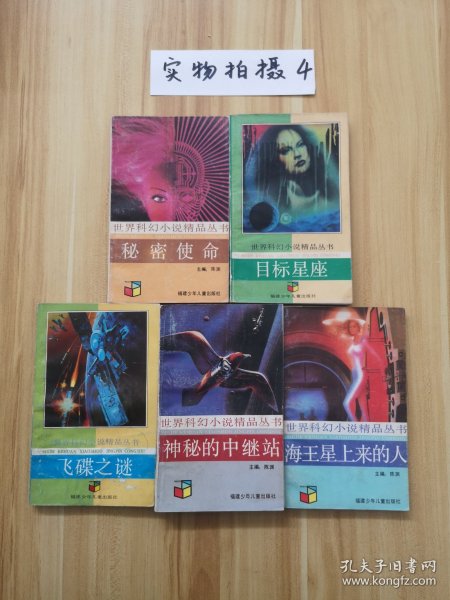 实物拍摄4
世界科幻小说精品丛书
秘密使命
主编 陈渊
福建少年儿童出版社
世界科幻小说精品丛书
目标星座
福建少年儿童出版社
科幻小说精品丛书
飞碟之谜
福建少年儿童出版社
世界科幻小说精品丛书
神秘的中继站
主编 陈渊
福建少年儿童出版社
世界科幻小说精品丛书
海王星上来的人
主编 陈渊
福建少年儿童出版社
孔夫子旧书网
www.kongfz.com